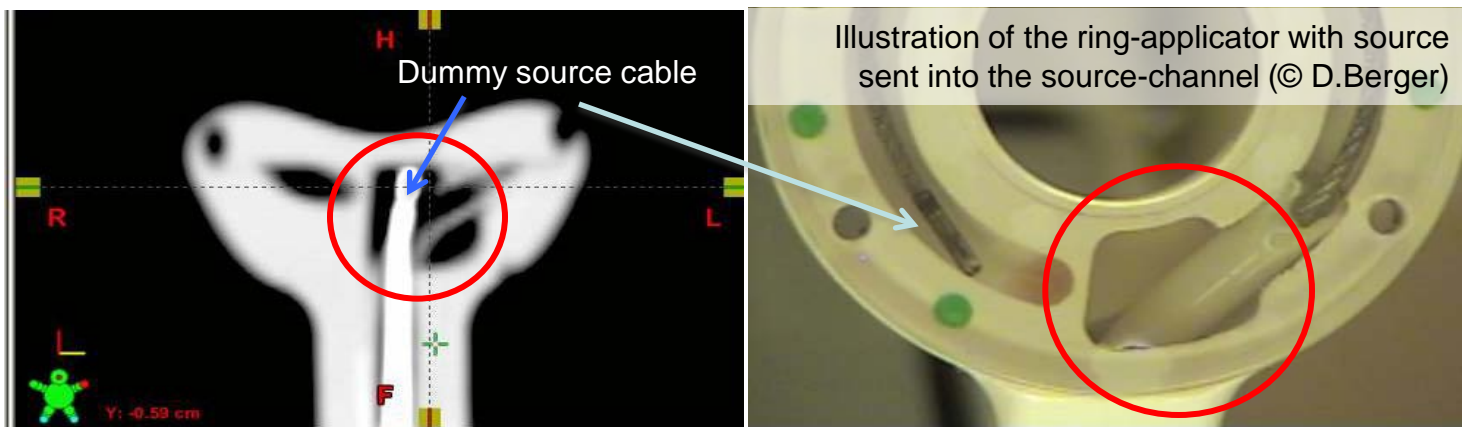 H
Dummy source cable
R
L
F
Y: -0.59 cm
Illustration of the ring-applicator with source
sent into the source-channel (© D.Berger)